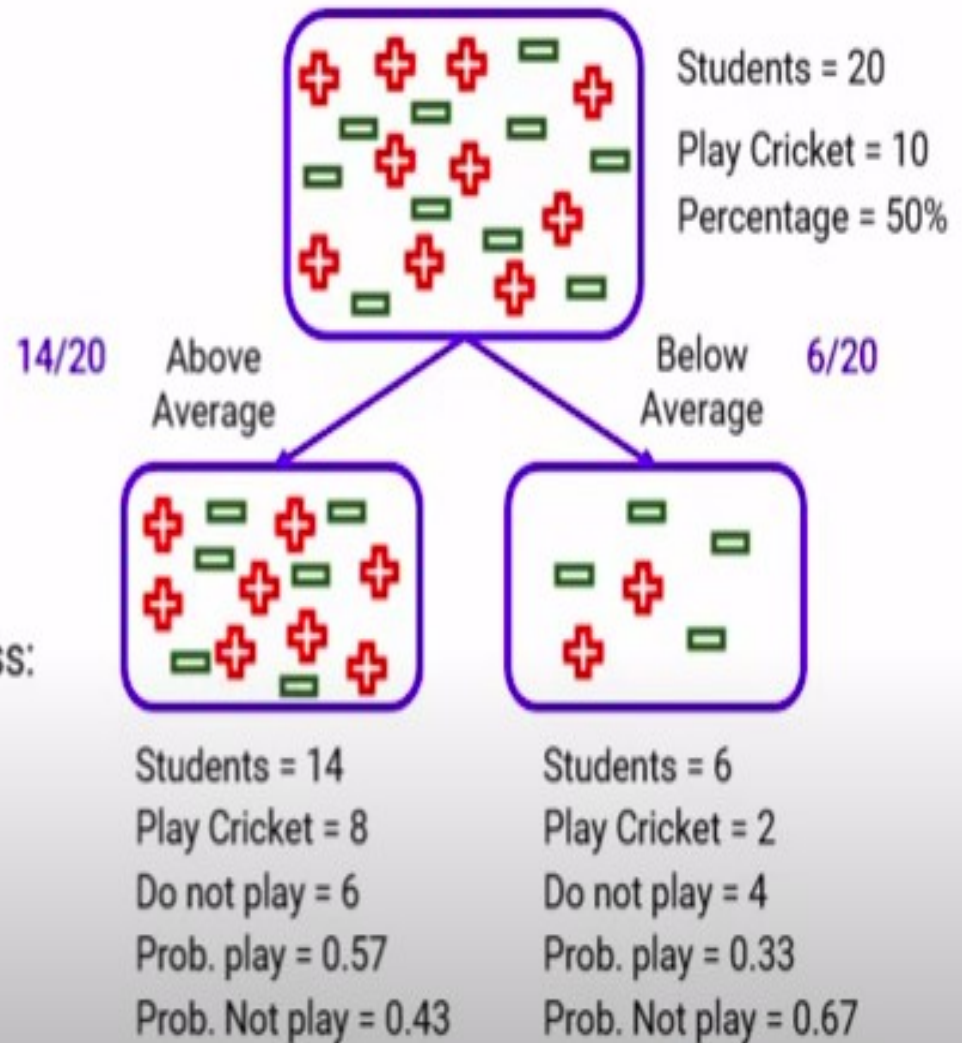 Students = 20
Play Cricket = 10
Percentage = 50%
14/20
Above
Average
Below
Average
6/20
ss:
Students = 14
Play Cricket = 8
Do not play = 6
Prob. play = 0.57
Prob. Not play = 0.43
Students = 6
Play Cricket = 2
Do not play = 4
Prob. play = 0.33
Prob. Not play = 0.67